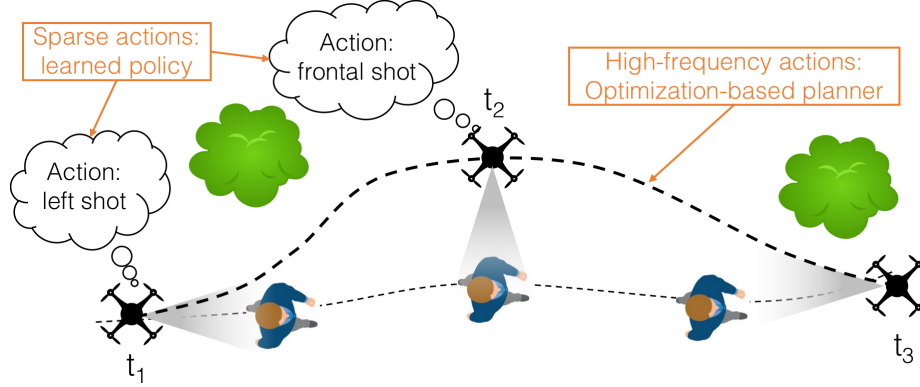 Sparse actions:
learned policy
Action:
frontal shot
High-frequency actions:
Optimization-based planner
t2
Action:
left shot
t1
t3